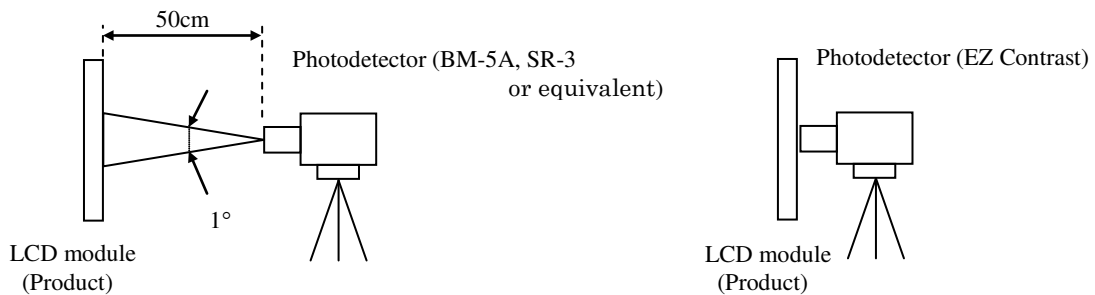 50cm
Photodetector (BM-5A, SR-3
or equivalent)
1°
LCD module
(Product)
Photodetector (EZ Contrast)
LCD module
(Product)